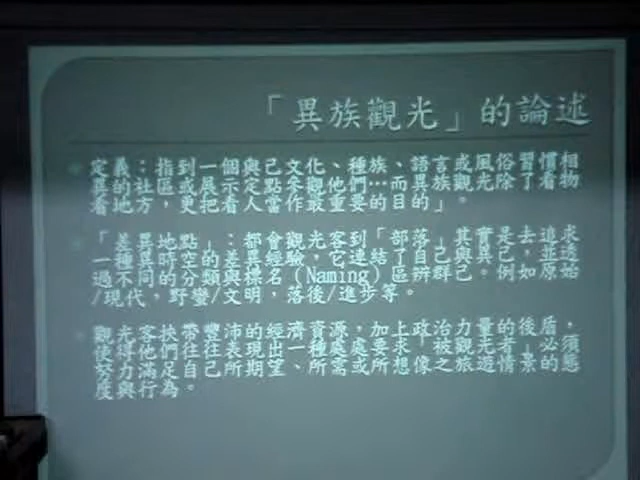 「異族觀光」的論述
定義：指到一個與己文化、種族、語言或風俗習慣相
異的社區或展示定點參觀他們…而異族觀光除了看物
看地方，更把看人當作最重要的目的」。
「差異地點」：都會觀光客到「部落」其實是去追求
一種異時空的差異經驗，它連結了自己與異己，並透
過不同的分類與標名(Naming)區辨群己。例如原始
/現代，野蠻/文明，落後/進步等。
觀光客挾帶豐沛的經濟資源，加上政治力量的後盾，
使得他們往往表現出一種處處要求「被觀光者」必須
努力滿足自己所期望、所需或所想像之旅遊情景的態
度與行為。